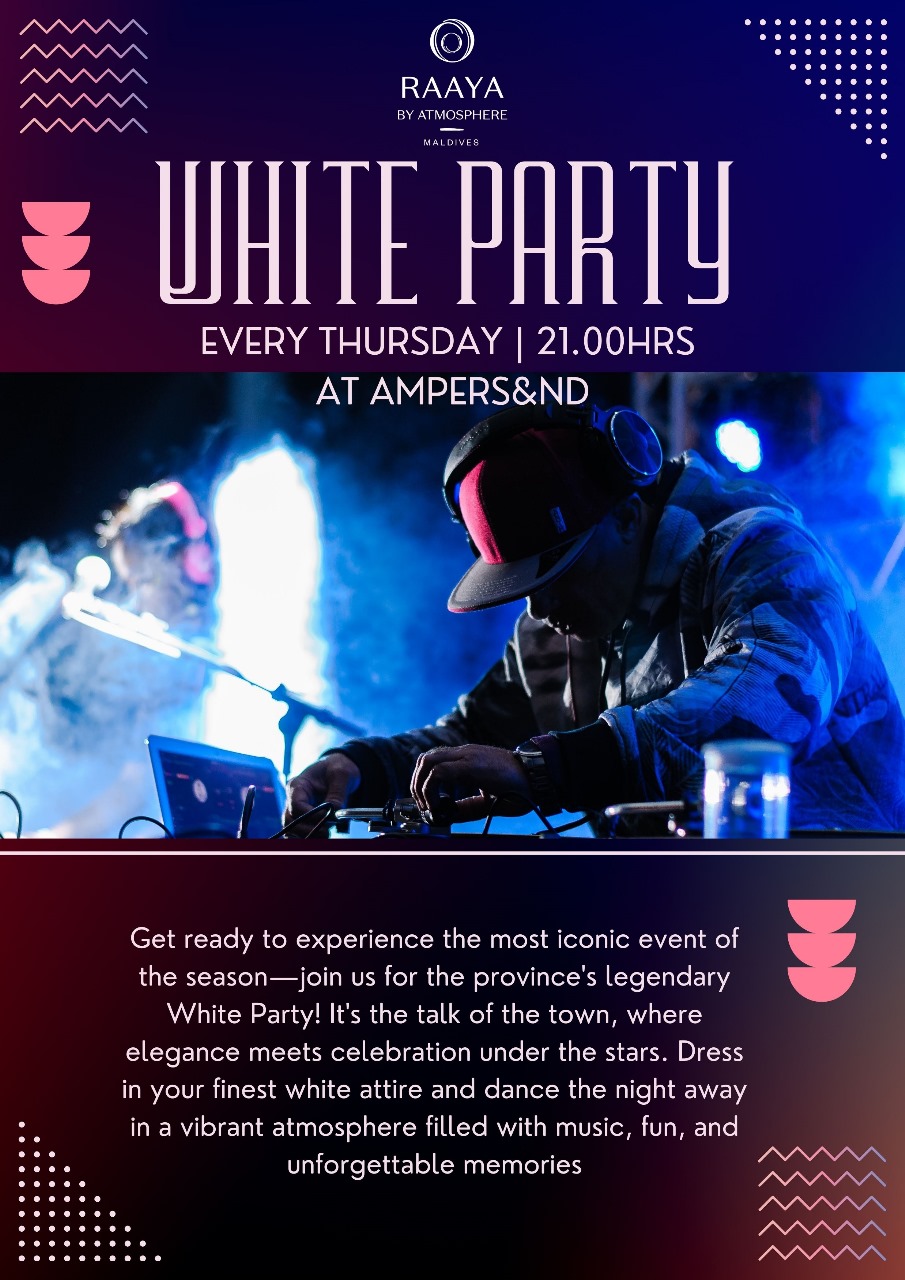 RAAYA
BY ATMOSPHERE
MALDIVES
WHITE PARTY
EVERY THURSDAY | 21.00HRS
AT AMPERS&ND
Get ready to experience the most iconic event of
the season—join us for the province's legendary
White Party! It's the talk of the town, where
elegance meets celebration under the stars. Dress
in your finest white attire and dance the night away
in a vibrant atmosphere filled with music, fun, and
unforgettable memories